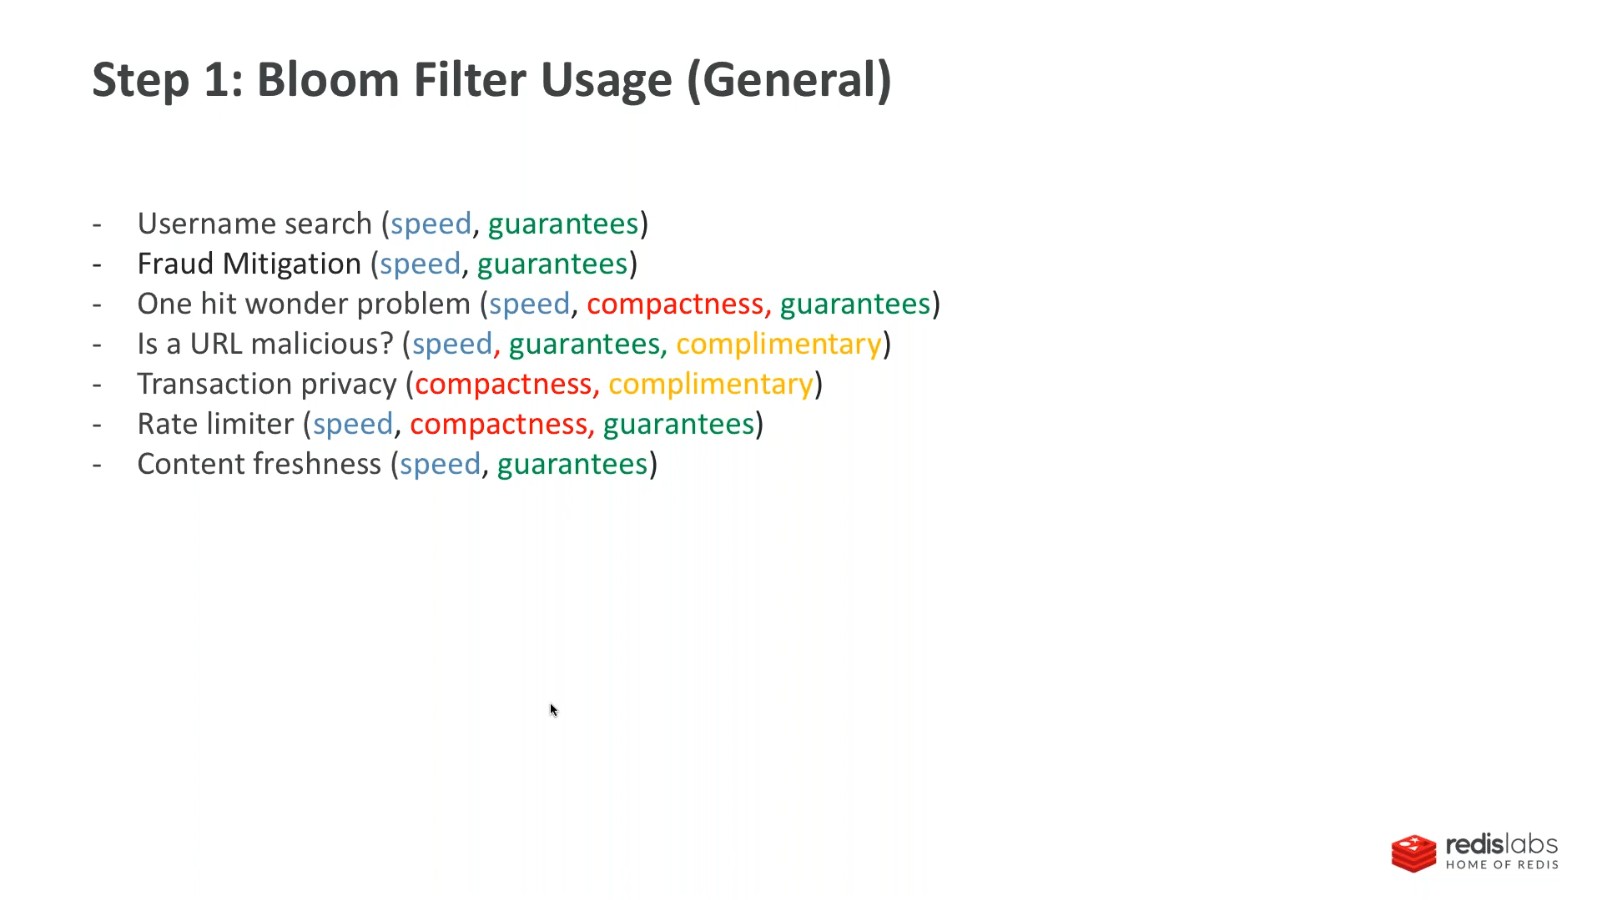 Step 1: Bloom Filter Usage (General)
- Username search (speed, guarantees)
- Fraud Mitigation (speed, guarantees)
- One hit wonder problem (speed, compactness, guarantees)
- Is a URL malicious? (speed, guarantees, complimentary)
- Transaction privacy (compactness, complimentary)
- Rate limiter (speed, compactness, guarantees)
- Content freshness (speed, guarantees)
redislabs
HOME OF REDIS